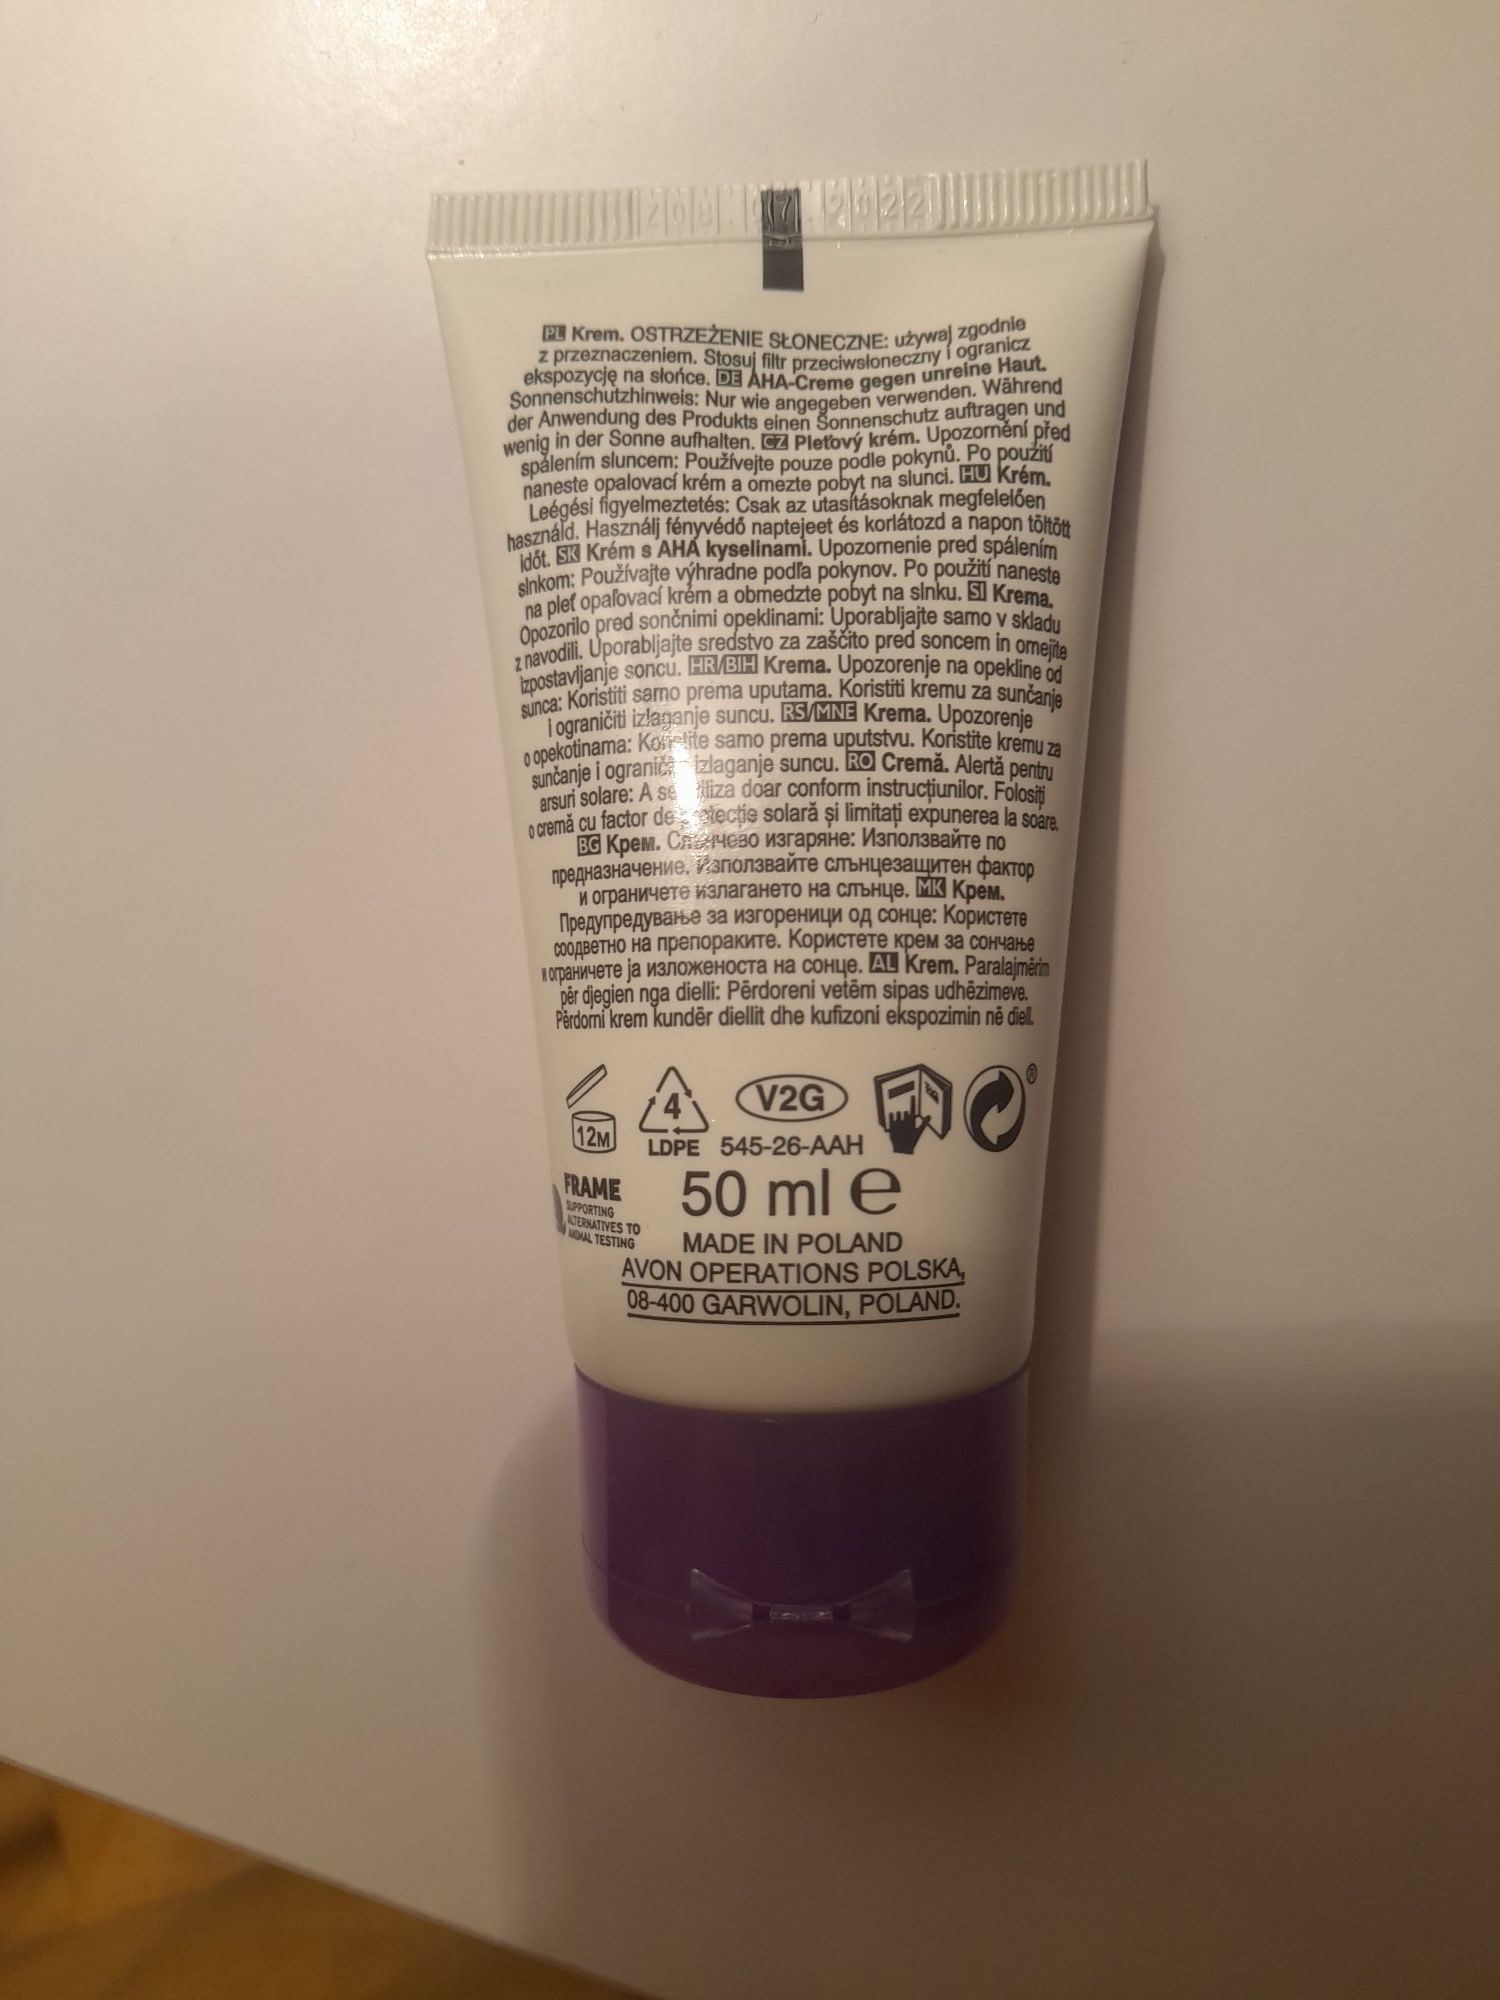 08.07.2022
PL Krem. OSTRZEŻENIE SŁONECZNE: używaj zgodnie
z przeznaczeniem. Stosuj filtr przeciwsłoneczny i ogranicz
ekspozycję na słońce. DE AHA-Creme gegen unreine Haut.
Sonnenschutzhinweis: Nur wie angegeben verwenden. Während
der Anwendung des Produkts einen Sonnenschutz auftragen und
wenig in der Sonne aufhalten. CZ Pleťový krém. Upozornění před
spálením sluncem: Používejte pouze podle pokynů. Po použití
naneste opalovací krém a omezte pobyt na slunci. HU Krém.
Leégési figyelmeztetés: Csak az utasításoknak megfelelően
használd. Használj fényvédő naptejeet és korlátozd a napon töltött
időt. SK Krém s AHA kyselinami. Upozornenie pred spálením
slnkom: Používajte výhradne podľa pokynov. Po použití naneste
na pleť opaľovací krém a obmedzte pobyt na slnku. SI Krema.
Opozorilo pred sončnimi opeklinami: Uporabljajte samo v skladu
z navodili. Uporabljajte sredstvo za zaščito pred soncem in omejite
izpostavljanje soncu. HR/BIH Krema. Upozorenje na opekline od
sunca: Koristiti samo prema uputama. Koristiti kremu za sunčanje
i ograničiti izlaganje suncu. RS/MNE Krema. Upozorenje
o opekotinama: Koristite samo prema uputstvu. Koristite kremu za
sunčanje i ograničite izlaganje suncu. RO Cremă. Alertă pentru
arsuri solare: A se utiliza doar conform instrucțiunilor. Folosiți
o cremă cu factor de protecție solară și limitați expunerea la soare.
BG Крем. Слънчево изгаряне: Използвайте по
предназначение. Използвайте слънцезащитен фактор
и ограничете излагането на слънце. MK Крем.
Предупредување за изгореници од сонце: Користете
соодветно на препораките. Користете крем за сончање
и ограничете ја изложеноста на сонце. AL Krem. Paralajmërim
për djegien nga dielli: Përdoreni vetëm sipas udhëzimeve.
Përdorni krem kundër diellit dhe kufizoni ekspozimin në diell.
12M
4
LDPE
V2G
545-26-AAH
®
FRAME
SUPPORTING
ALTERNATIVES TO
ANIMAL TESTING
50 ml e
MADE IN POLAND
AVON OPERATIONS POLSKA,
08-400 GARWOLIN, POLAND.